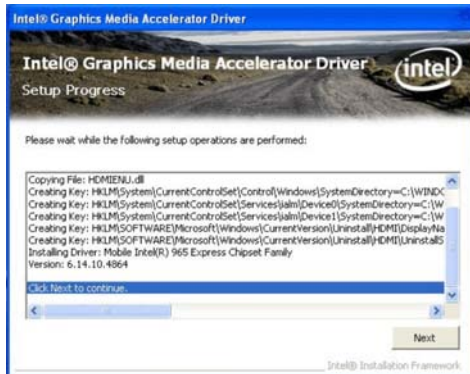 Intel® Graphics Media Accelerator Driver
Intel® Graphics Media Accelerator Driver
Setup Progress
intel
Please wait while the following setup operations are performed:
Copying File: HDMIENU.dll
Creating Key: HKLM\System\CurrentControlSet\Control\Windows\SystemDirectory=C:\WINDO
Creating Key: HKLM\System\CurrentControlSet\Services\ialm\Device0\SystemDirectory=C:\W
Creating Key: HKLM\System\CurrentControlSet\Services\ialm\Device1\SystemDirectory=C:\W
Creating Key: HKLM\SOFTWARE\Microsoft\Windows\CurrentVersion\Uninstall\HDMI\DisplayNa
Creating Key: HKLM\SOFTWARE\Microsoft\Windows\CurrentVersion\Uninstall\HDMI\UninstallS
Installing Driver: Mobile Intel(R) 965 Express Chipset Family
Version: 6.14.10.4864
Click Next to continue.
Next
Intel® Installation Framework